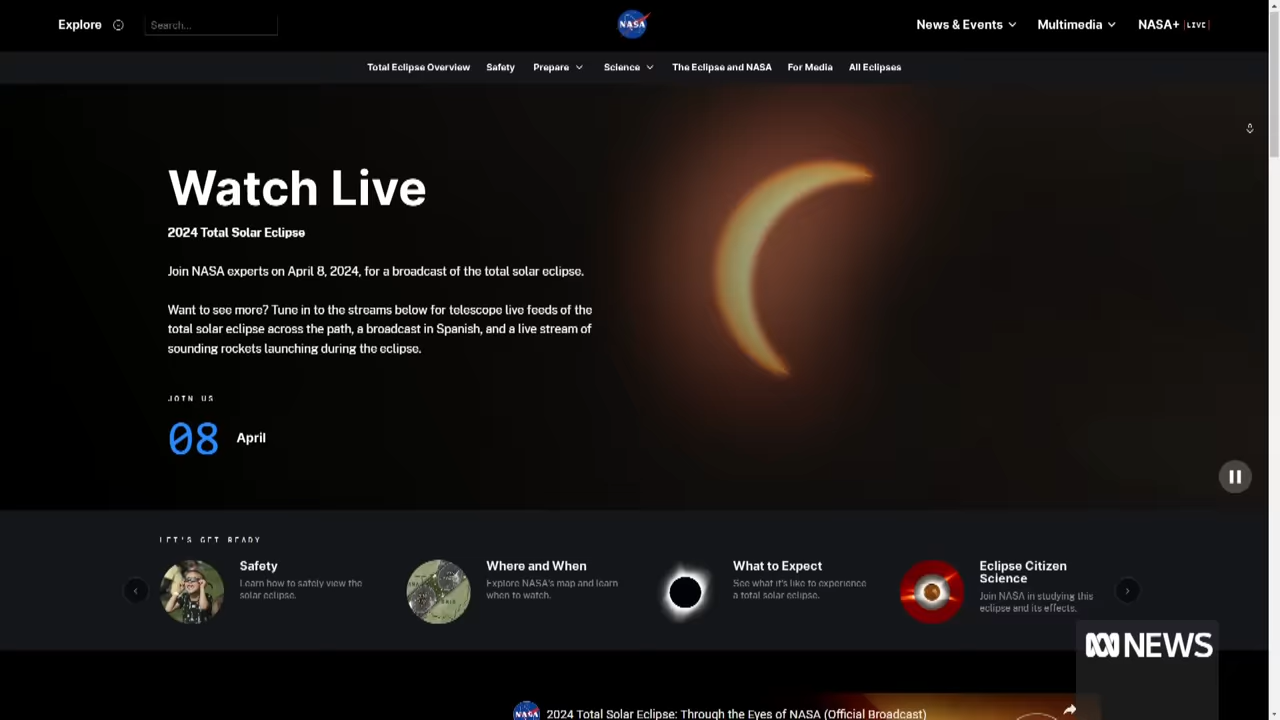 Explore
Search...
NASA
News & Events
Multimedia
NASA+ LIVE
Total Eclipse Overview
Safety
Prepare
Science
The Eclipse and NASA
For Media
All Eclipses
Watch Live
2024 Total Solar Eclipse
Join NASA experts on April 8, 2024, for a broadcast of the total solar eclipse.
Want to see more? Tune in to the streams below for telescope live feeds of the
total solar eclipse across the path, a broadcast in Spanish, and a live stream of
sounding rockets launching during the eclipse.
JOIN US
08 April
LET'S GET READY
Safety
Learn how to safely view the
solar eclipse.
Where and When
Explore NASA's map and learn
when to watch.
What to Expect
See what it's like to experience
a total solar eclipse.
Eclipse Citizen
Science
Join NASA in studying this
eclipse and its effects.
NEWS
NASA
2024 Total Solar Eclipse: Through the Eyes of NASA (Official Broadcast)